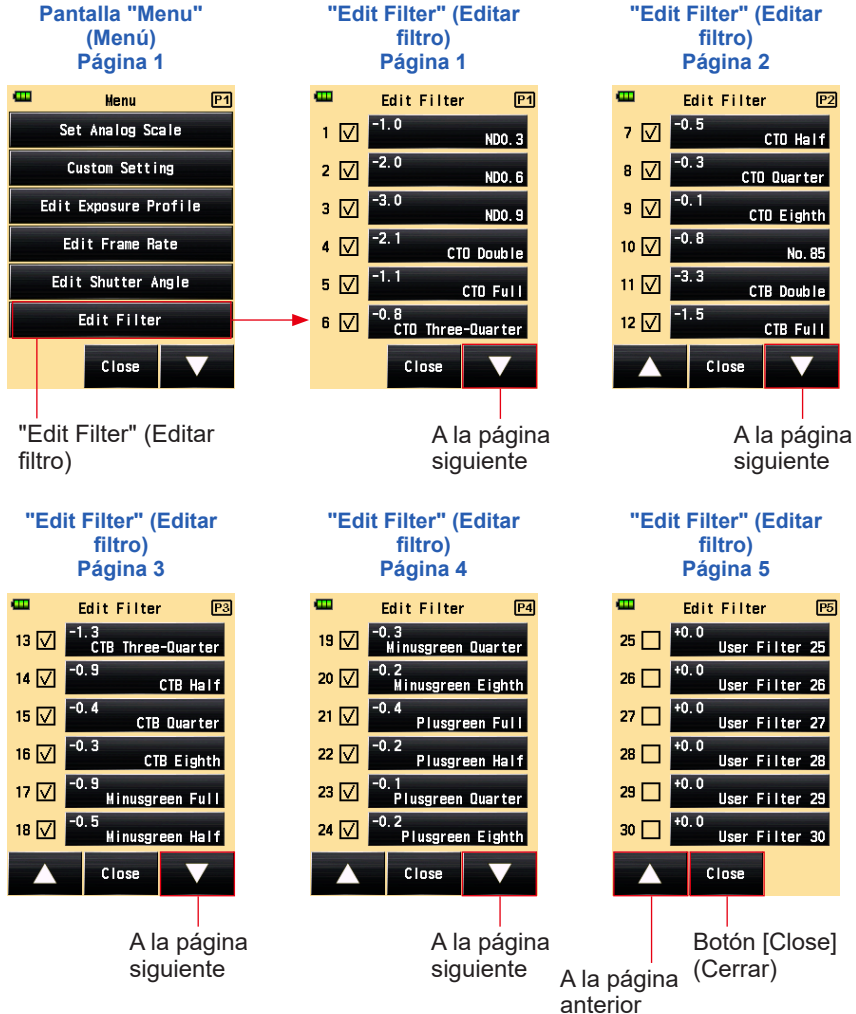 Pantalla "Menu"
(Menú)
Página 1
Menu P1
Set Analog Scale
Custom Setting
Edit Exposure Profile
Edit Frame Rate
Edit Shutter Angle
Edit Filter
Close
"Edit Filter" (Editar
filtro)
"Edit Filter" (Editar
filtro)
Página 1
Edit Filter P1
1 -1.0
ND0.3
2 -2.0
ND0.6
3 -3.0
ND0.9
4 -2.1
CTO Double
5 -1.1
CTO Full
6 -0.8
CTO Three-Quarter
Close
A la página
siguiente
"Edit Filter" (Editar
filtro)
Página 2
Edit Filter P2
7 -0.5
CTO Half
8 -0.3
CTO Quarter
9 -0.1
CTO Eighth
10 -0.8
No.85
11 -3.3
CTB Double
12 -1.5
CTB Full
Close
A la página
siguiente
"Edit Filter" (Editar
filtro)
Página 3
Edit Filter P3
13 -1.3
CTB Three-Quarter
14 -0.9
CTB Half
15 -0.4
CTB Quarter
16 -0.3
CTB Eighth
17 -0.9
Minusgreen Full
18 -0.5
Minusgreen Half
Close
A la página
siguiente
"Edit Filter" (Editar
filtro)
Página 4
Edit Filter P4
19 -0.3
Minusgreen Quarter
20 -0.2
Minusgreen Eighth
21 -0.4
Plusgreen Full
22 -0.2
Plusgreen Half
23 -0.1
Plusgreen Quarter
24 -0.2
Plusgreen Eighth
Close
A la página
siguiente
"Edit Filter" (Editar
filtro)
Página 5
Edit Filter P5
25 +0.0
User Filter 25
26 +0.0
User Filter 26
27 +0.0
User Filter 27
28 +0.0
User Filter 28
29 +0.0
User Filter 29
30 +0.0
User Filter 30
Close
A la página
anterior
Botón [Close]
(Cerrar)